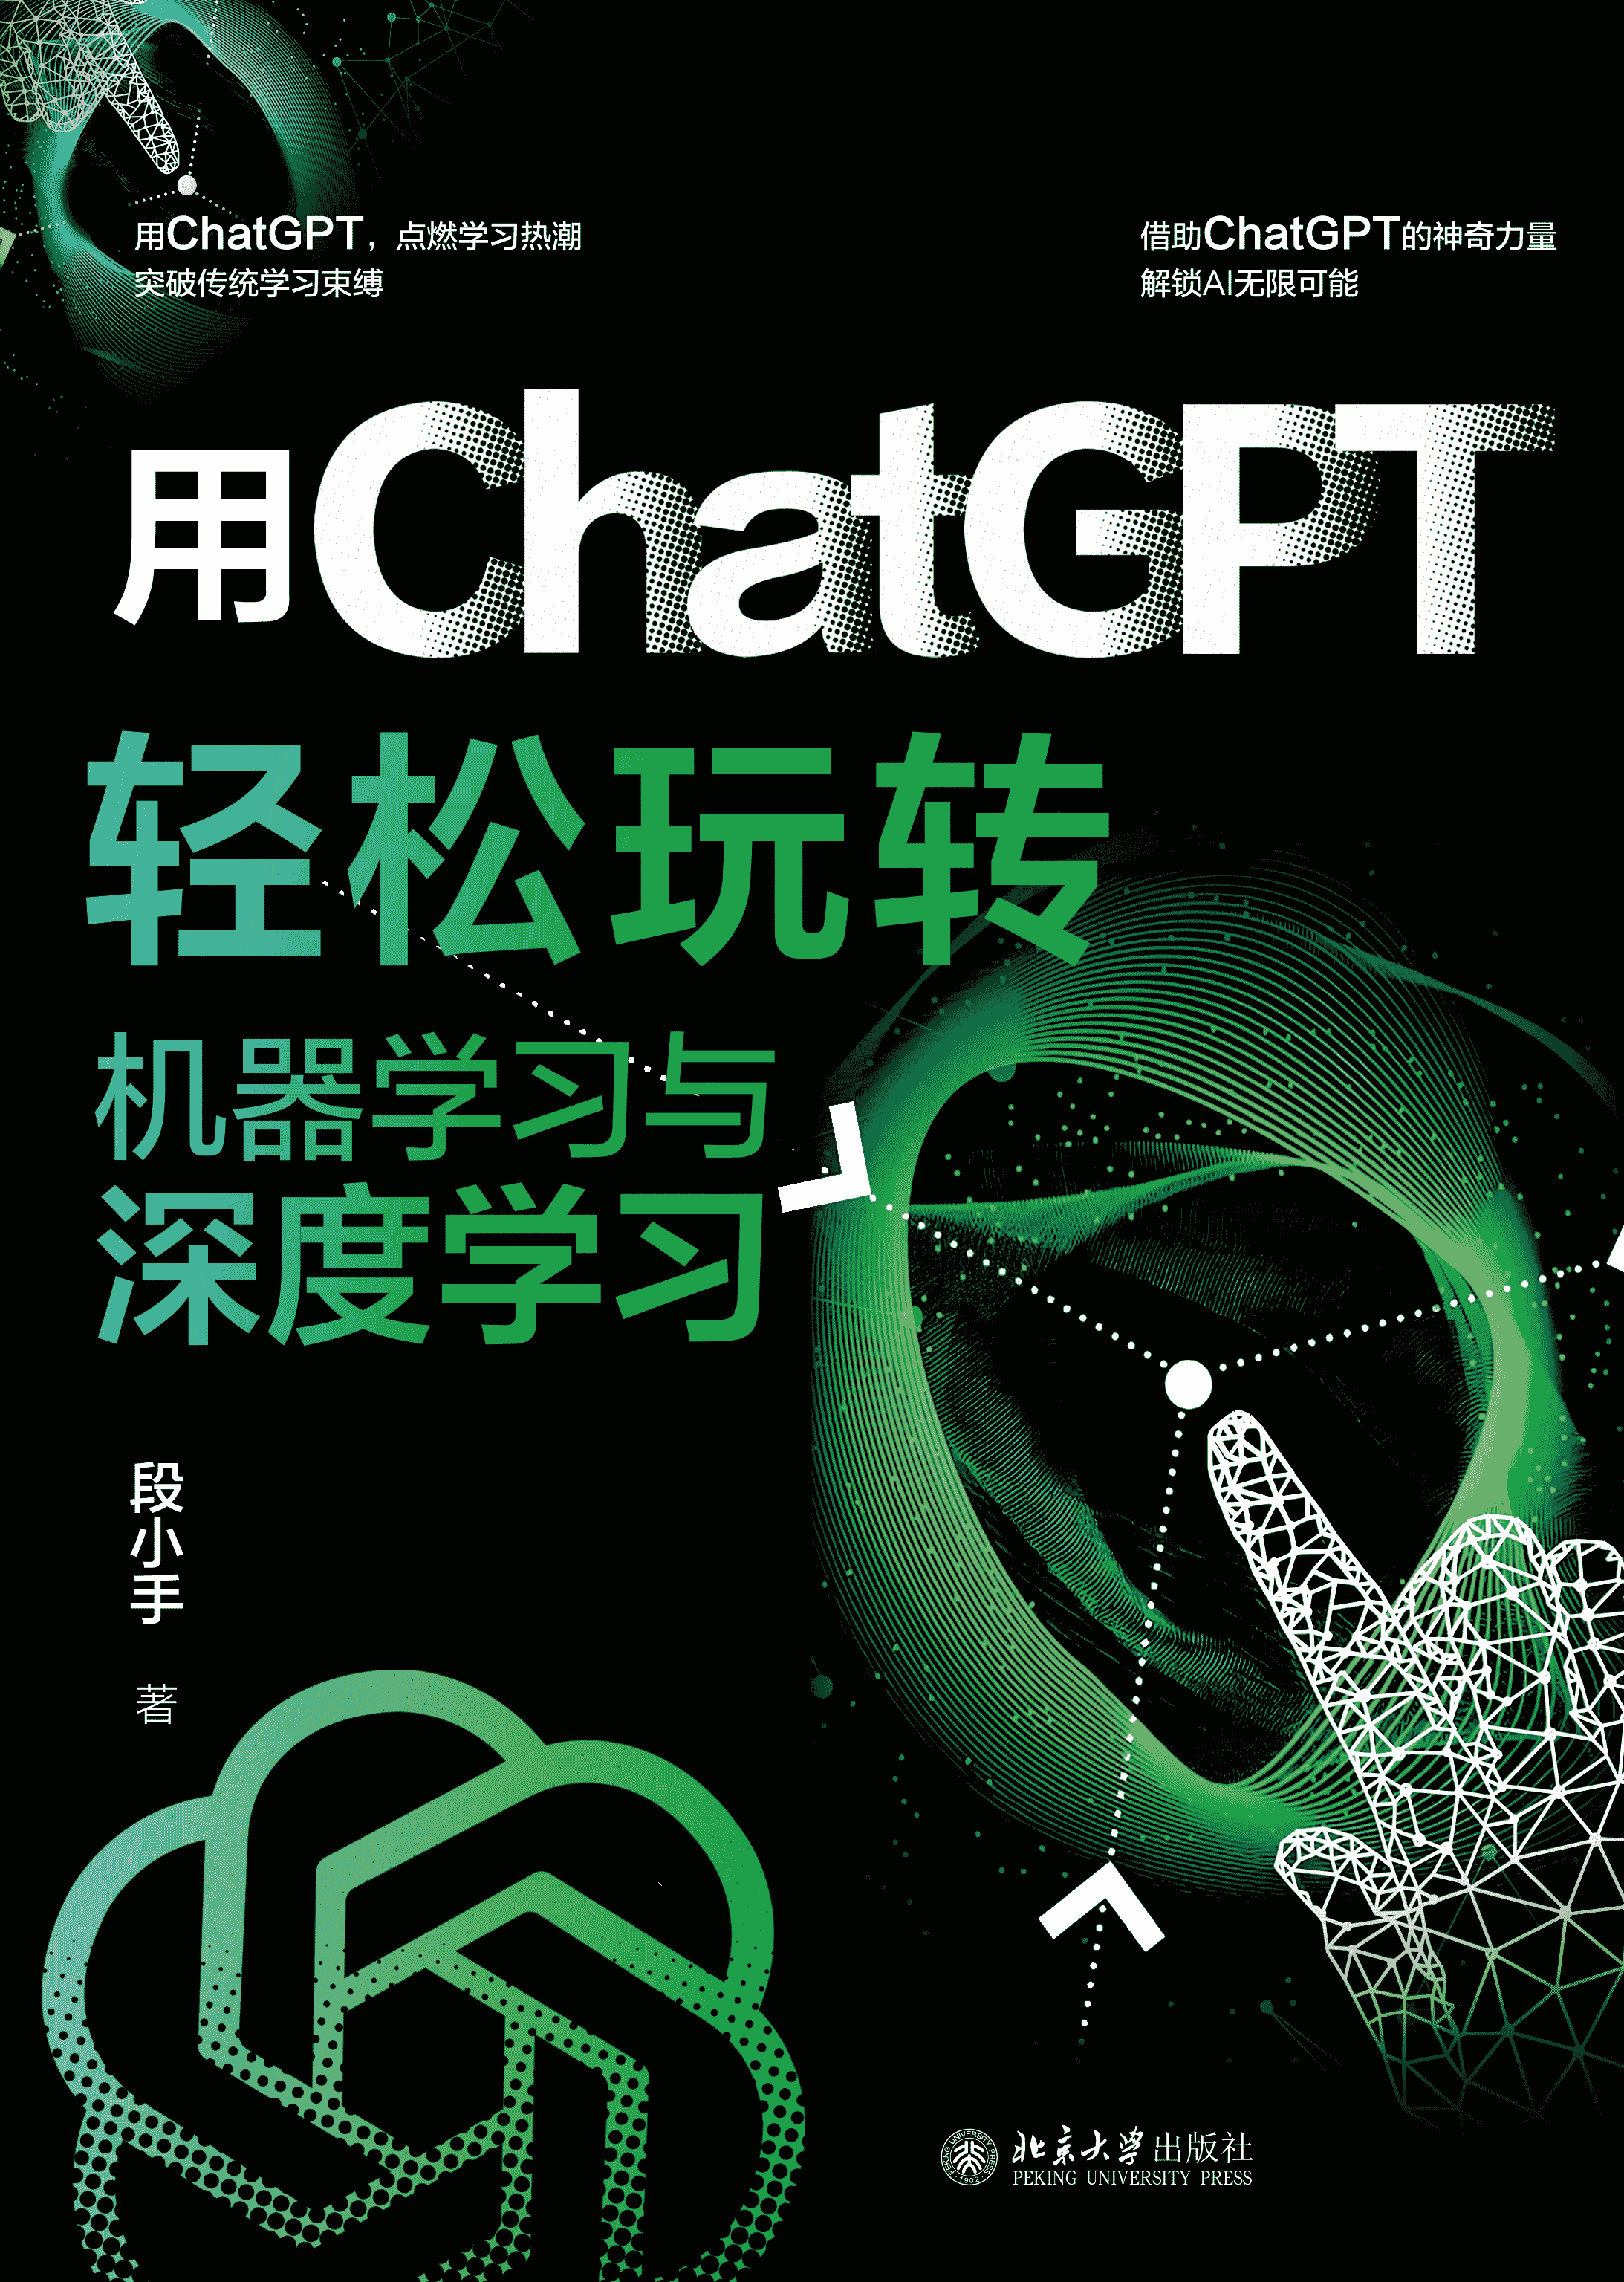 用ChatGPT，点燃学习热潮
突破传统学习束缚
借助ChatGPT的神奇力量
解锁AI无限可能
用ChatGPT
轻松玩转
机器学习与
深度学习
段小手
著
北京大学出版社
PEKING UNIVERSITY PRESS
PEKING UNIVERSITY PRESS
1902